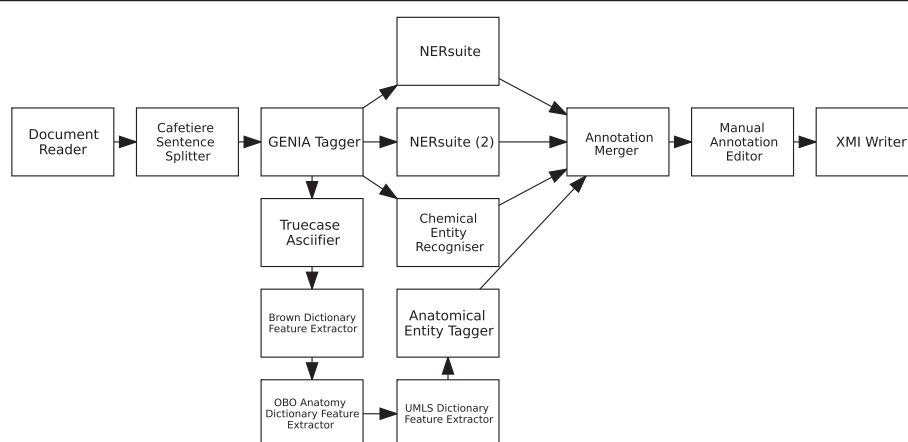 NERsuite
Document
Reader
Cafetiere
Sentence
Splitter
GENIA Tagger
NERsuite (2)
Annotation
Merger
Manual
Annotation
Editor
XMI Writer
Truecase
Asciifier
Chemical
Entity
Recogniser
Brown Dictionary
Feature Extractor
Anatomical
Entity Tagger
OBO Anatomy
Dictionary Feature
Extractor
UMLS Dictionary
Feature Extractor